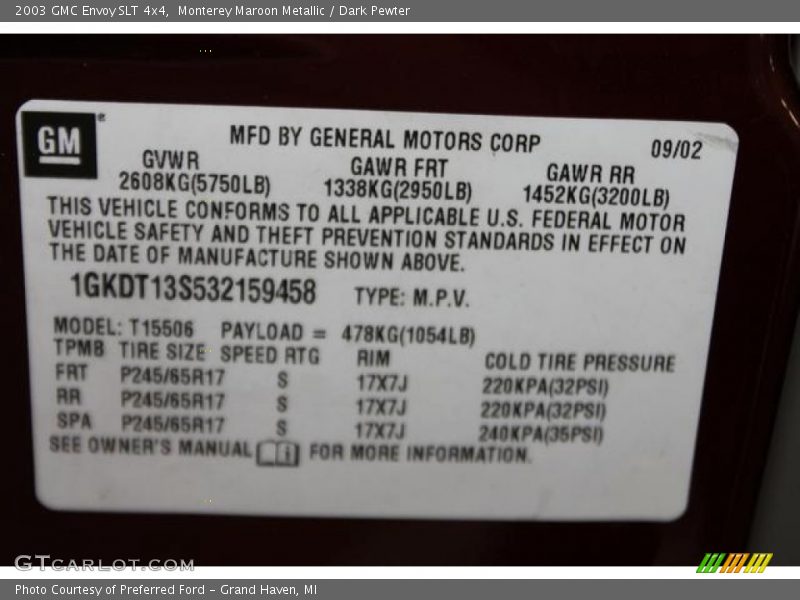 2003 GMC Envoy SLT 4x4, Monterey Maroon Metallic / Dark Pewter
GM
MFD BY GENERAL MOTORS CORP 09/02
GVWR GAWR FRT GAWR RR
2608KG(5750LB) 1338KG(2950LB) 1452KG(3200LB)
THIS VEHICLE CONFORMS TO ALL APPLICABLE U.S. FEDERAL MOTOR
VEHICLE SAFETY AND THEFT PREVENTION STANDARDS IN EFFECT ON
THE DATE OF MANUFACTURE SHOWN ABOVE.
1GKDT13S532159458 TYPE: M.P.V.
MODEL: T15506 PAYLOAD = 478KG(1054LB)
TPMB TIRE SIZE SPEED RTG RIM COLD TIRE PRESSURE
FRT P245/65R17 S 17X7J 220KPA(32PSI)
RR P245/65R17 S 17X7J 220KPA(32PSI)
SPA P245/65R17 S 17X7J 240KPA(35PSI)
SEE OWNER'S MANUAL FOR MORE INFORMATION.
GTCARLOT.COM
Photo Courtesy of Preferred Ford - Grand Haven, MI